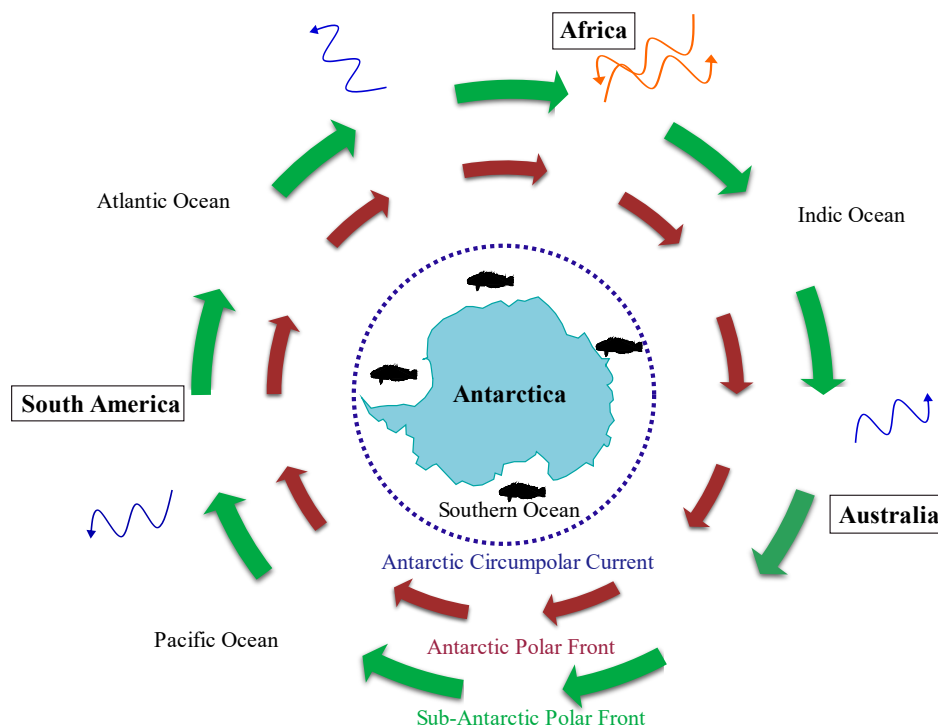 Africa
Atlantic Ocean
Indic Ocean
Antarctica
South America
Southern Ocean
Australia
Antarctic Circumpolar Current
Pacific Ocean
Antarctic Polar Front
Sub-Antarctic Polar Front